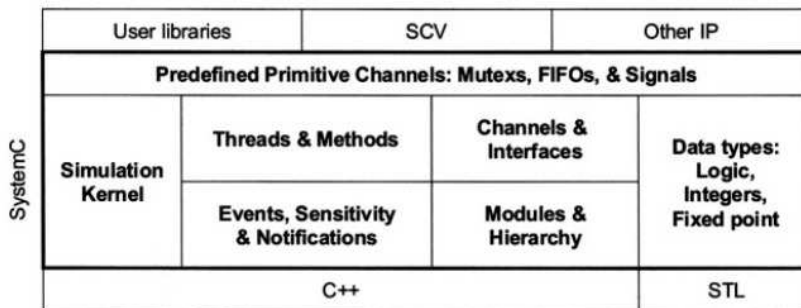 User libraries
SCV
Other IP
Predefined Primitive Channels: Mutexs, FIFOs, & Signals
SystemC
Simulation
Kernel
Threads & Methods
Channels &
Interfaces
Events, Sensitivity
& Notifications
Modules &
Hierarchy
Data types:
Logic,
Integers,
Fixed point
C++
STL